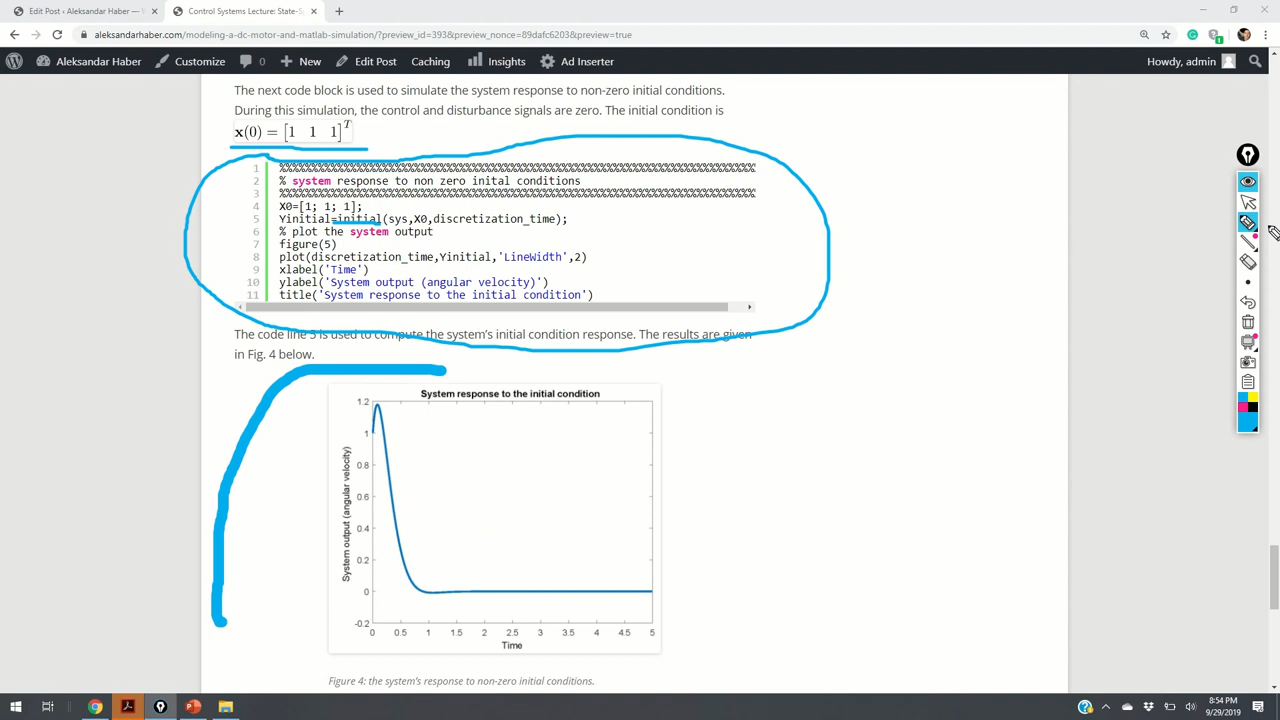 Edit Post ‹ Aleksandar Haber —
Control Systems Lecture: State-S
aleksandarhaber.com/modeling-a-dc-motor-and-matlab-simulation/?preview_id=393&preview_nonce=89dafc6203&preview=true
Aleksandar Haber Customize 0 New Edit Post Caching Insights Ad Inserter Howdy, admin
The next code block is used to simulate the system response to non-zero initial conditions.
During this simulation, the control and disturbance signals are zero. The initial condition is
x(0) = [1 1 1]^T
1 %%%%%%%%%%%%%%%%%%%%%%%%%%%%%%%%%%%%%%%%%%%%%%%%%%%%%%%%%%%%%%%%%%%%%%%%%%
2 % system response to non zero inital conditions
3 %%%%%%%%%%%%%%%%%%%%%%%%%%%%%%%%%%%%%%%%%%%%%%%%%%%%%%%%%%%%%%%%%%%%%%%%%%
4 X0=[1; 1; 1];
5 Yinitial=initial(sys,X0,discretization_time);
6 % plot the system output
7 figure(5)
8 plot(discretization_time,Yinitial,'LineWidth',2)
9 xlabel('Time')
10 ylabel('System output (angular velocity)')
11 title('System response to the initial condition')
The code line 5 is used to compute the system's initial condition response. The results are given
in Fig. 4 below.
System response to the initial condition
1.2
1
0.8
0.6
0.4
0.2
0
-0.2
System output (angular velocity)
0 0.5 1 1.5 2 2.5 3 3.5 4 4.5 5
Time
Figure 4: the system's response to non-zero initial conditions.
8:54 PM
9/29/2019